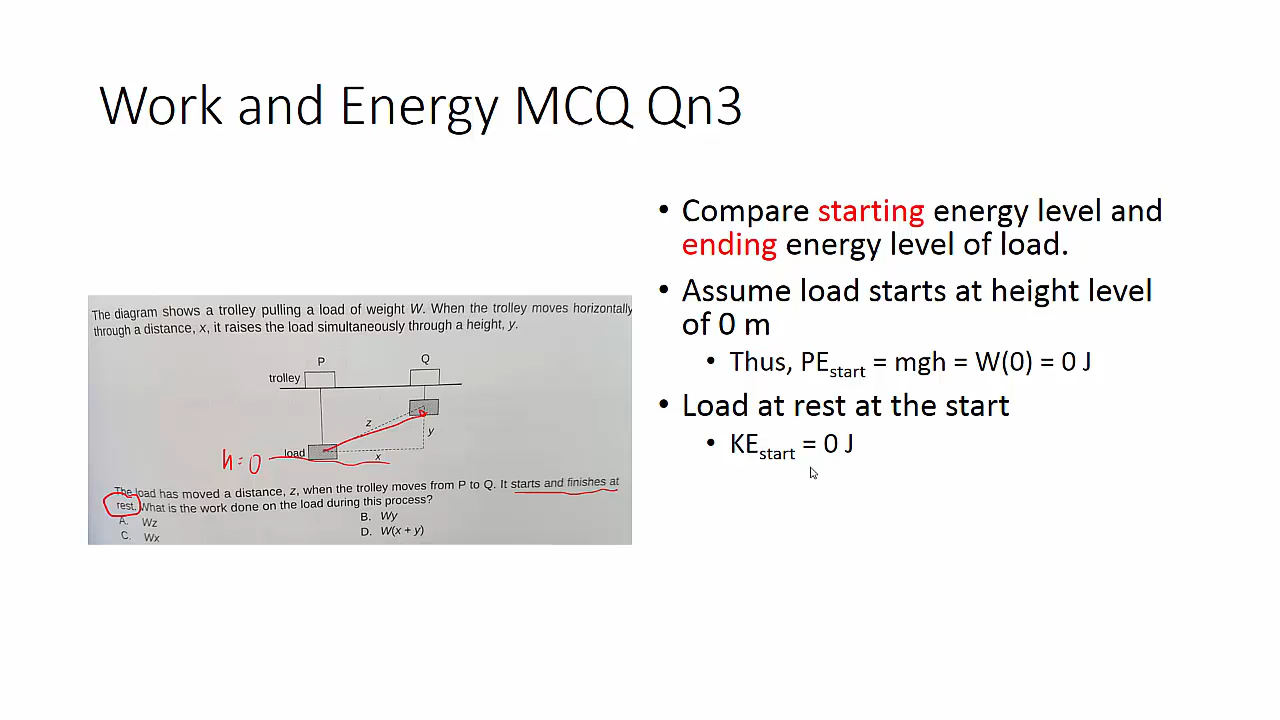 Work and Energy MCQ Qn3
• Compare starting energy level and
ending energy level of load.
• Assume load starts at height level
of 0 m
• Thus, PEstart = mgh = W(0) = 0 J
• Load at rest at the start
• KEstart = 0 J
The diagram shows a trolley pulling a load of weight W. When the trolley moves horizontally
through a distance, x, it raises the load simultaneously through a height, y.
P
Q
trolley
z
y
h=0
load
x
The load has moved a distance, z, when the trolley moves from P to Q. It starts and finishes at
rest. What is the work done on the load during this process?
A. Wz
B. Wy
C. Wx
D. W(x + y)